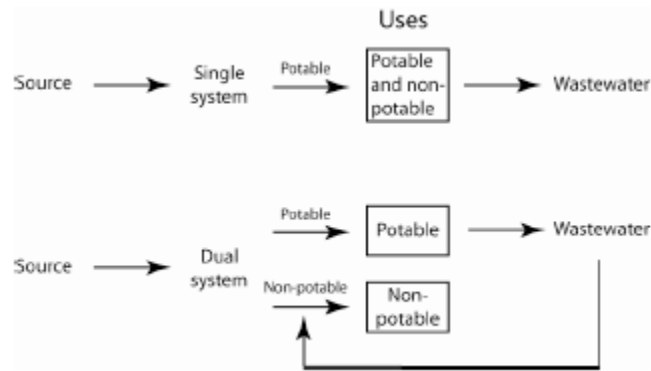 Uses
Source
Single
system
Potable
Potable
and non-
potable
Wastewater
Source
Dual
system
Potable
Potable
Wastewater
Non-potable
Non-
potable